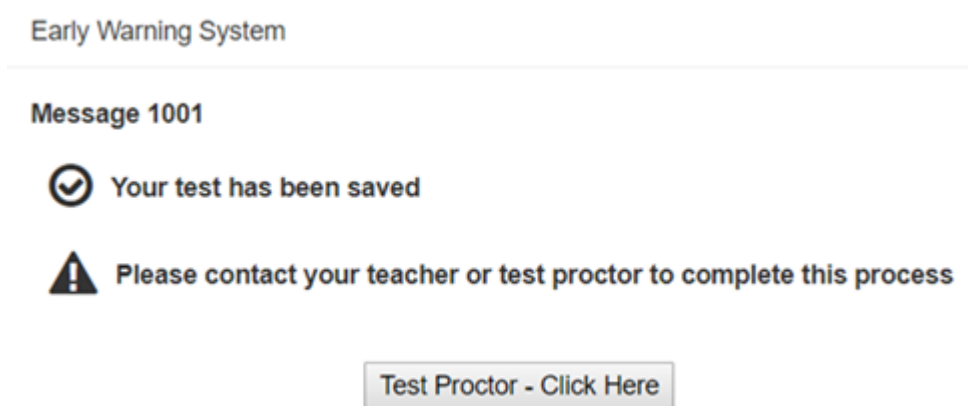 Early Warning System
Message 1001
Your test has been saved
Please contact your teacher or test proctor to complete this process
Test Proctor - Click Here